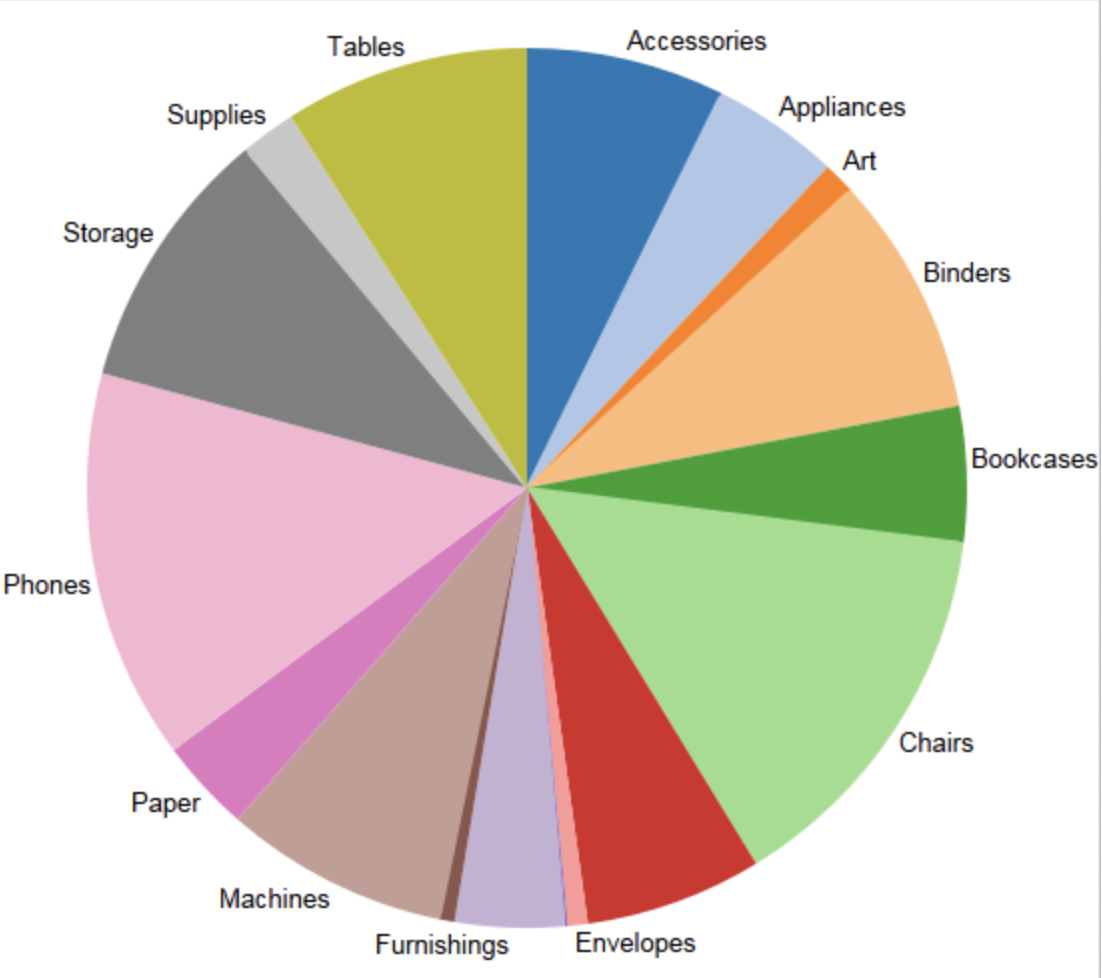 Tables
Accessories
Supplies
Appliances
Art
Storage
Binders
Bookcases
Phones
Chairs
Paper
Machines
Furnishings
Envelopes